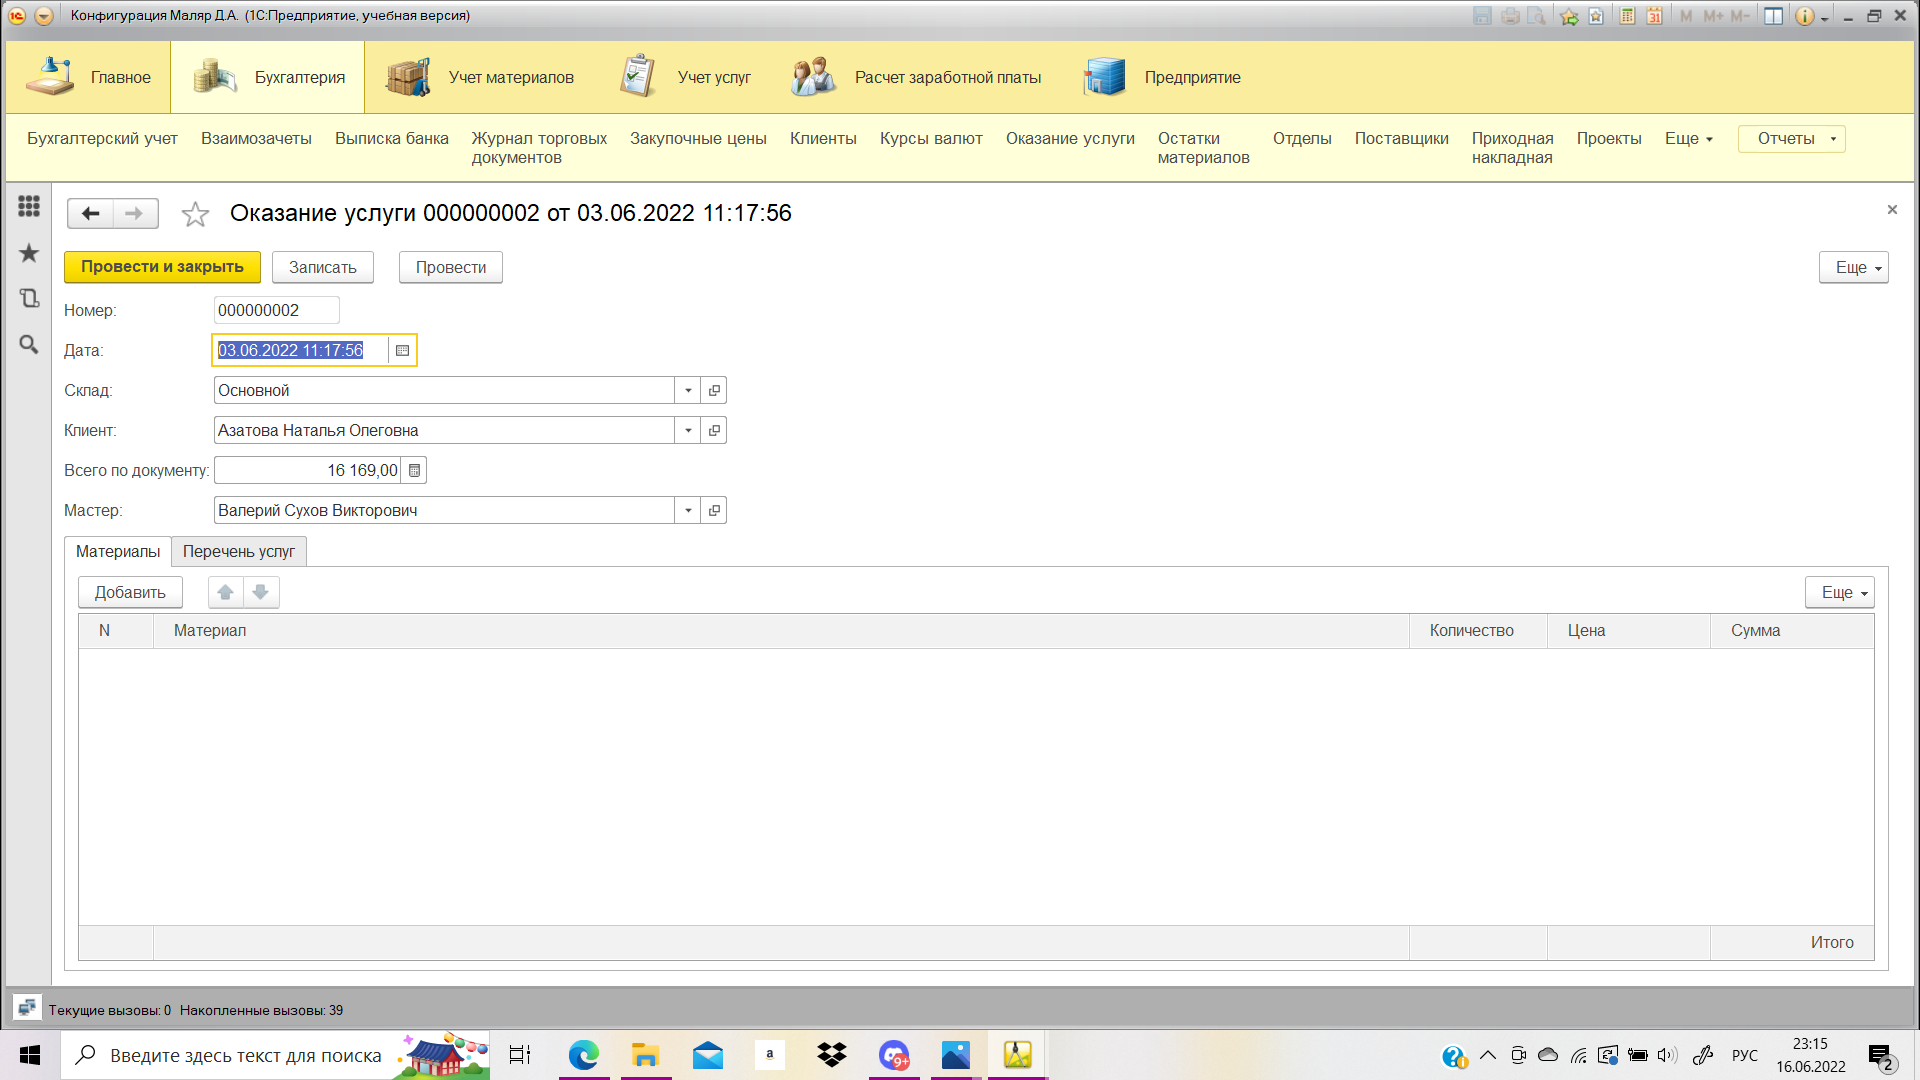 Конфигурация Маляр Д.А. (1С:Предприятие, учебная версия)
M M+ M-
Главное
Бухгалтерия
Учет материалов
Учет услуг
Расчет заработной платы
Предприятие
Бухгалтерский учет
Взаимозачеты
Выписка банка
Журнал торговых документов
Закупочные цены
Клиенты
Курсы валют
Оказание услуги
Остатки материалов
Отделы
Поставщики
Приходная накладная
Проекты
Еще
Отчеты
Оказание услуги 000000002 от 03.06.2022 11:17:56
Провести и закрыть
Записать
Провести
Еще
Номер: 000000002
Дата: 03.06.2022 11:17:56
Склад: Основной
Клиент: Азатова Наталья Олеговна
Всего по документу: 16 169,00
Мастер: Валерий Сухов Викторович
Материалы
Перечень услуг
Добавить
Еще
N
Материал
Количество
Цена
Сумма
Итого
Текущие вызовы: 0 Накопленные вызовы: 39
Введите здесь текст для поиска
a
9+
РУС
23:15
16.06.2022
2